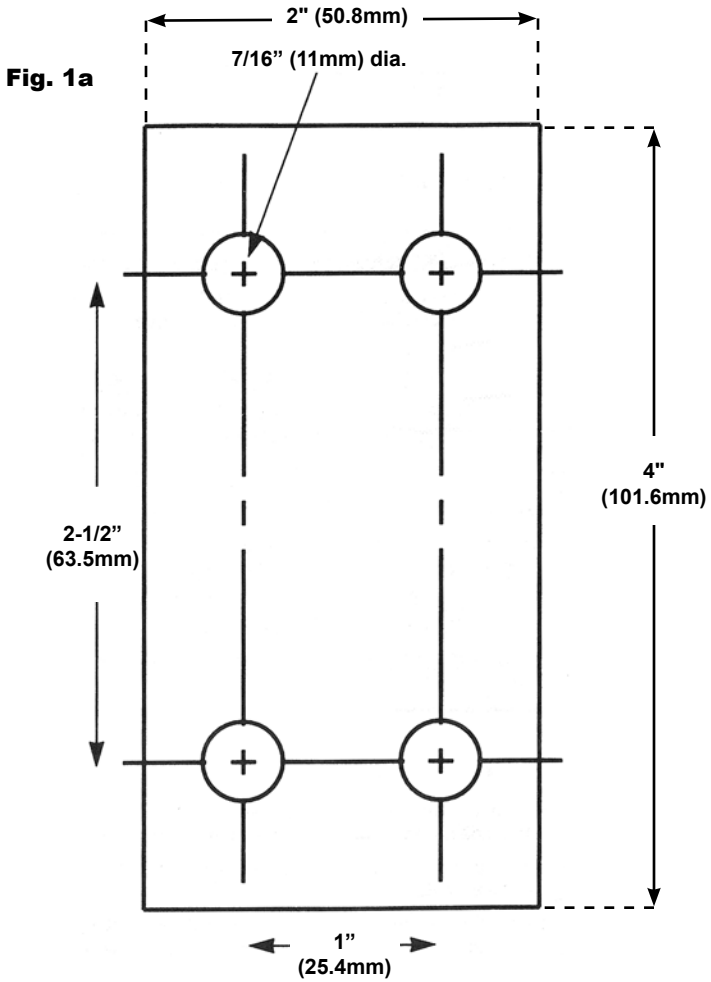 2" (50.8mm)
7/16” (11mm) dia.
Fig. 1a
4"
(101.6mm)
2-1/2”
(63.5mm)
1”
(25.4mm)